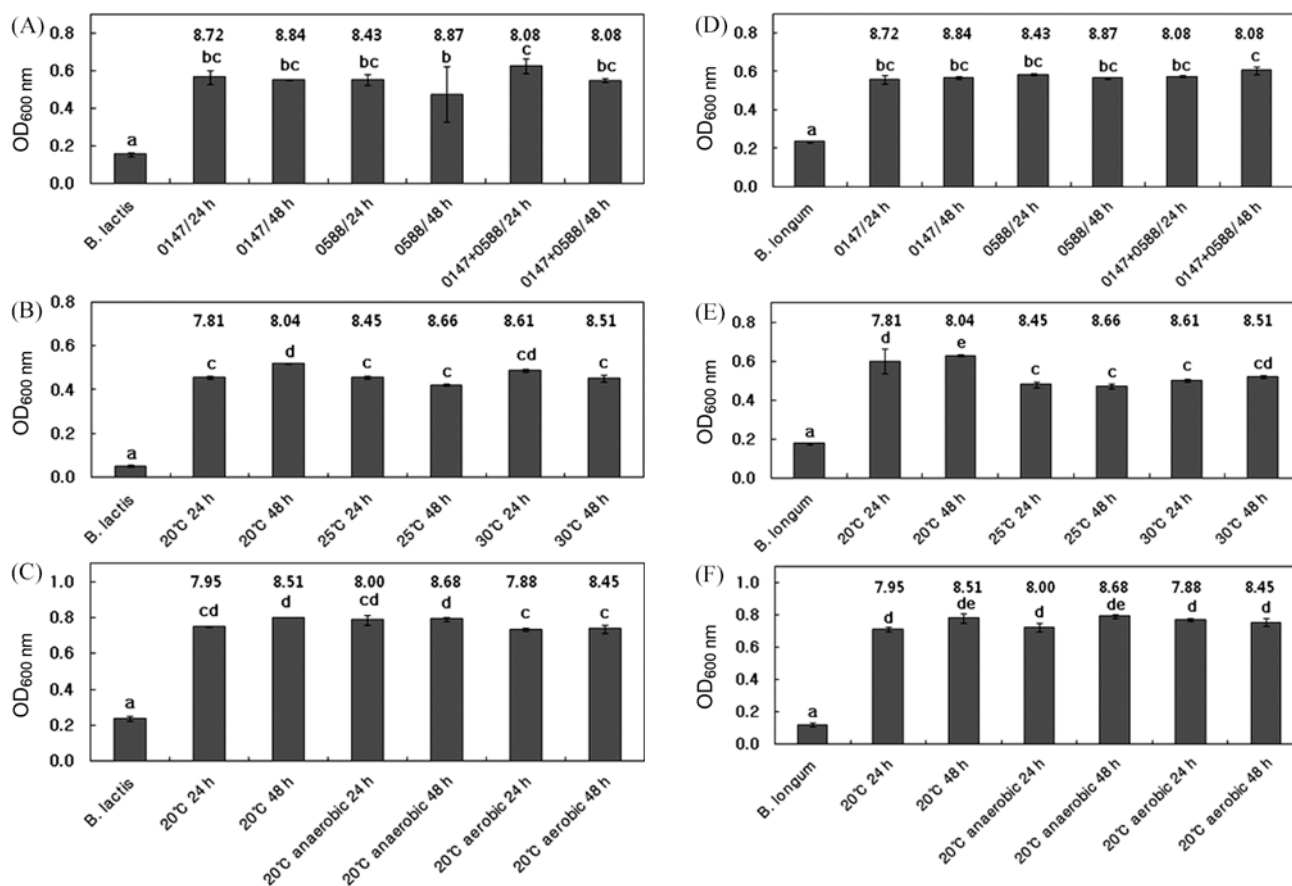 (A)
OD600 nm
0.8
0.6
0.4
0.2
0.0
8.72 8.84 8.43 8.87 8.08 8.08
a bc bc bc b c bc
B. lactis
0147/24 h
0147/48 h
0588/24 h
0588/48 h
0147+0588/24 h
0147+0588/48 h
(D)
OD600 nm
0.8
0.6
0.4
0.2
0.0
8.72 8.84 8.43 8.87 8.08 8.08
a bc bc bc bc bc c
B. longum
0147/24 h
0147/48 h
0588/24 h
0588/48 h
0147+0588/24 h
0147+0588/48 h
(B)
OD600 nm
0.8
0.6
0.4
0.2
0.0
7.81 8.04 8.45 8.66 8.61 8.51
a c d c c cd c
B. lactis
20℃ 24 h
20℃ 48 h
25℃ 24 h
25℃ 48 h
30℃ 24 h
30℃ 48 h
(E)
OD600 nm
0.8
0.6
0.4
0.2
0.0
7.81 8.04 8.45 8.66 8.61 8.51
a d e c c c cd
B. longum
20℃ 24 h
20℃ 48 h
25℃ 24 h
25℃ 48 h
30℃ 24 h
30℃ 48 h
(C)
OD600 nm
1.0
0.8
0.6
0.4
0.2
0.0
7.95 8.51 8.00 8.68 7.88 8.45
a cd d cd d c c
B. lactis
20℃ 24 h
20℃ 48 h
20℃ anaerobic 24 h
20℃ anaerobic 48 h
20℃ aerobic 24 h
20℃ aerobic 48 h
(F)
OD600 nm
1.0
0.8
0.6
0.4
0.2
0.0
7.95 8.51 8.00 8.68 7.88 8.45
a d de d de d d
B. longum
20℃ 24 h
20℃ 48 h
20℃ anaerobic 24 h
20℃ anaerobic 48 h
20℃ aerobic 24 h
20℃ aerobic 48 h